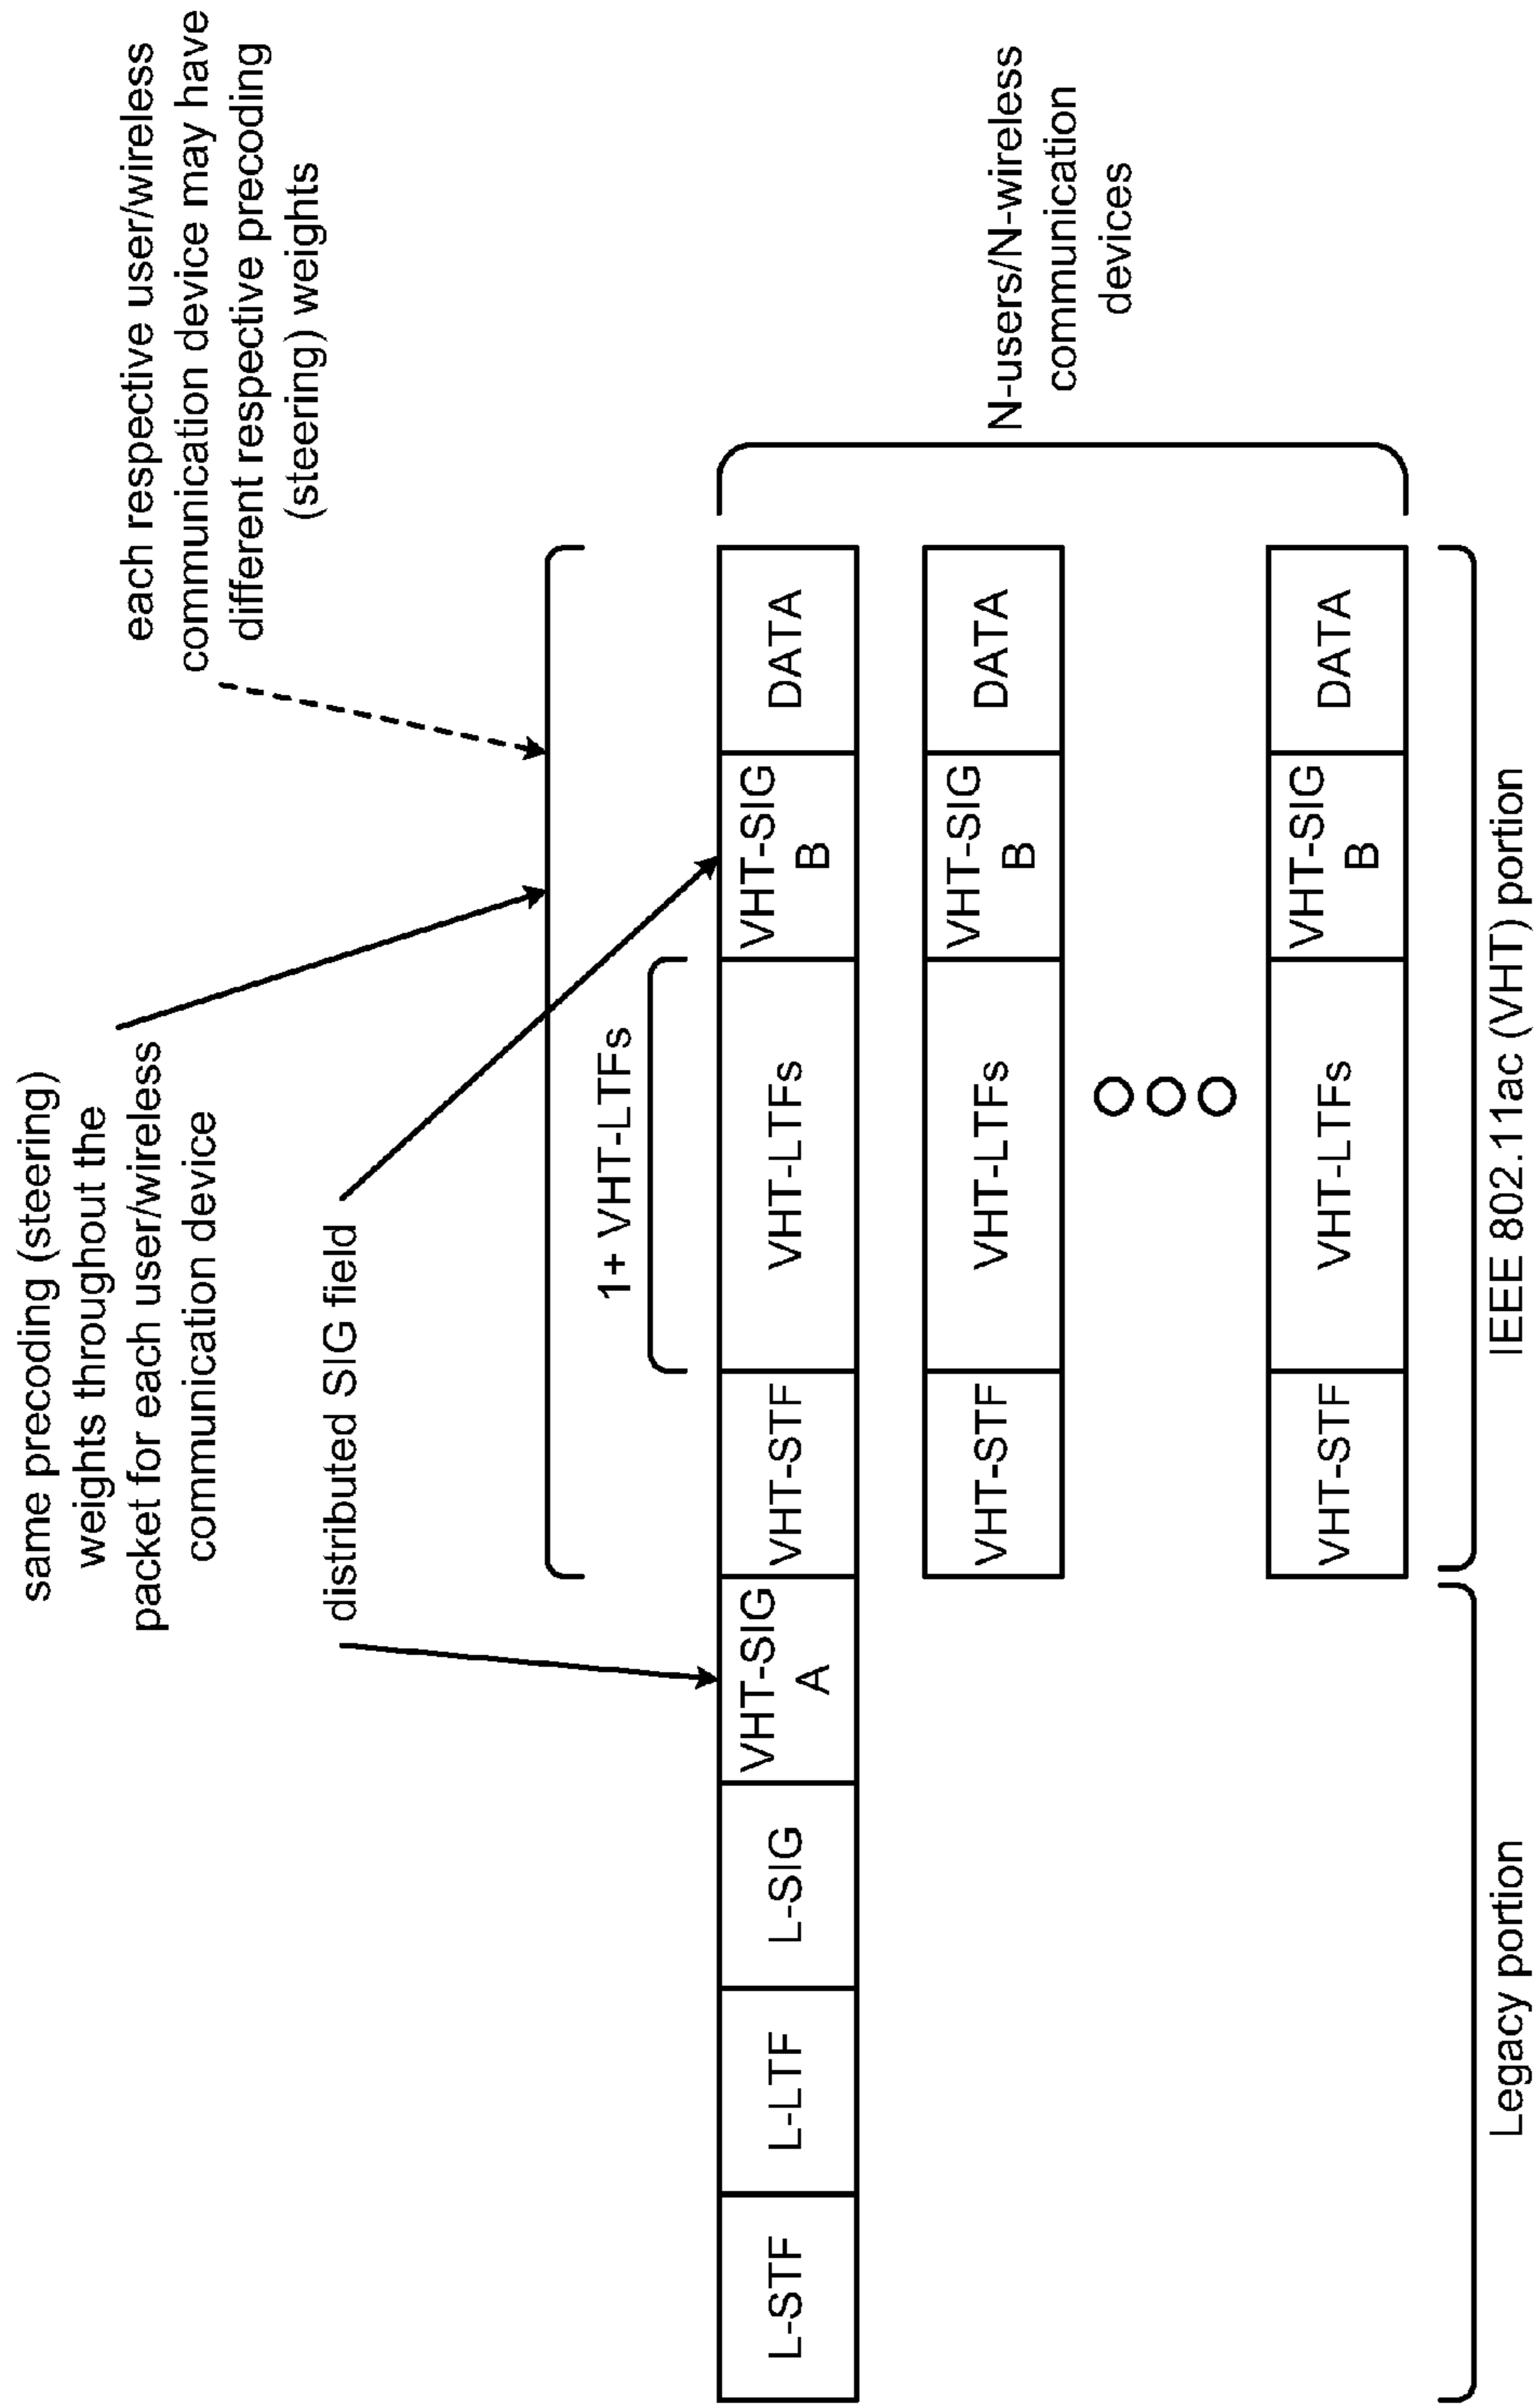 same precoding (steering)
weights throughout the
packet for each user/wireless
communication device
each respective user/wireless
communication device may have
different respective precoding
(steering) weights
distributed SIG field
1+ VHT-LTFs
L-STF
L-LTF
L-SIG
VHT-SIG
A
VHT-STF
VHT-LTFs
VHT-SIG
B
DATA
VHT-STF
VHT-LTFs
VHT-SIG
B
DATA
VHT-STF
VHT-LTFs
VHT-SIG
B
DATA
N-users/N-wireless
communication
devices
Legacy portion
IEEE 802.11ac (VHT) portion